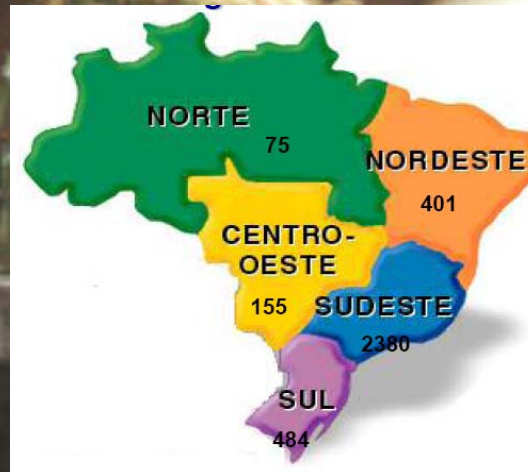 NORTE
75
NORDESTE
401
CENTRO-
OESTE
155
SUDESTE
2380
SUL
484